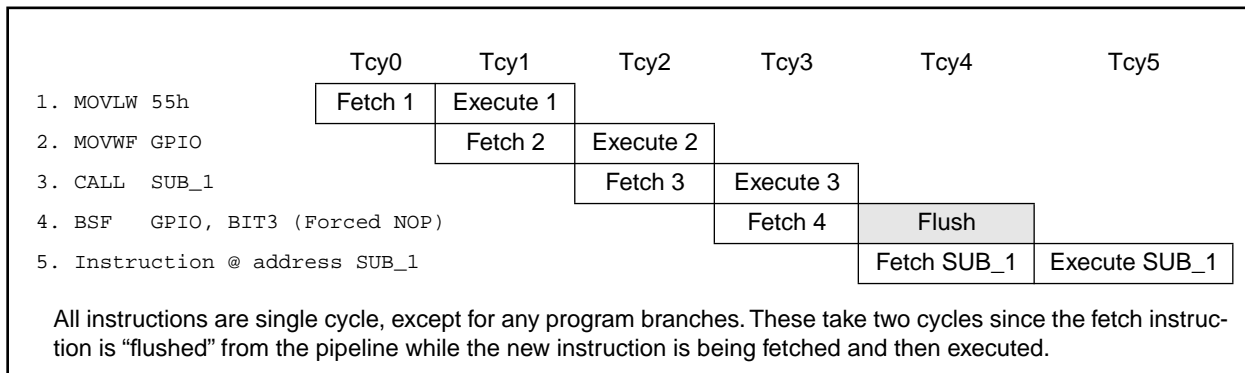 Tcy0 Tcy1 Tcy2 Tcy3 Tcy4 Tcy5
1. MOVLW 55h Fetch 1 Execute 1
2. MOVWF GPIO Fetch 2 Execute 2
3. CALL SUB_1 Fetch 3 Execute 3
4. BSF GPIO, BIT3 (Forced NOP) Fetch 4 Flush
5. Instruction @ address SUB_1 Fetch SUB_1 Execute SUB_1
All instructions are single cycle, except for any program branches. These take two cycles since the fetch instruc-
tion is “flushed” from the pipeline while the new instruction is being fetched and then executed.